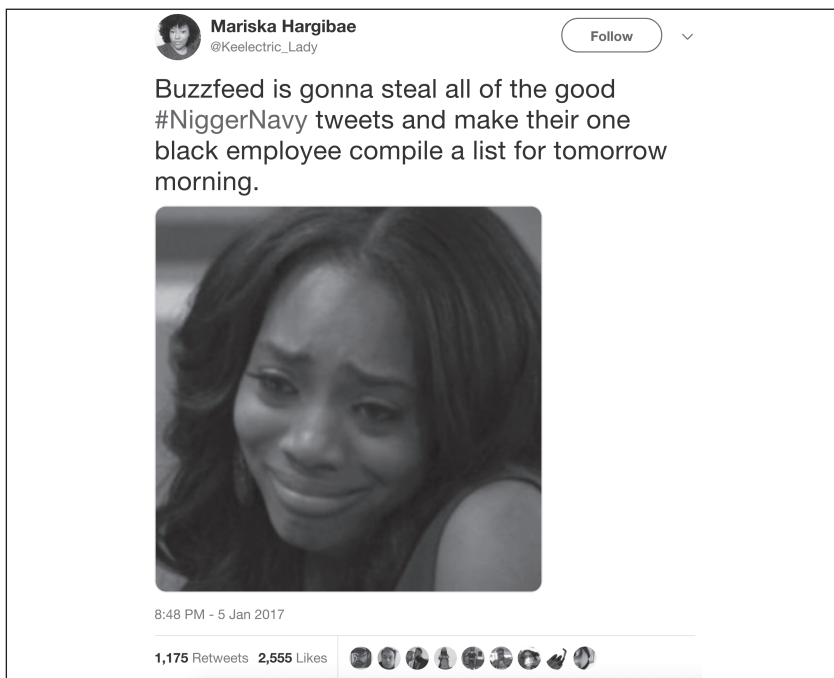 Mariska Hargibae
@Keelectric_Lady
Follow
Buzzfeed is gonna steal all of the good
#NiggerNavy tweets and make their one
black employee compile a list for tomorrow
morning.
8:48 PM - 5 Jan 2017
1,175 Retweets 2,555 Likes